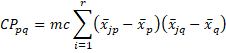 $CP_{pq} = mc \sum_{i=1}^{r} (\bar{x}_{jp} - \bar{x}_p)(\bar{x}_{jq} - \bar{x}_q)$